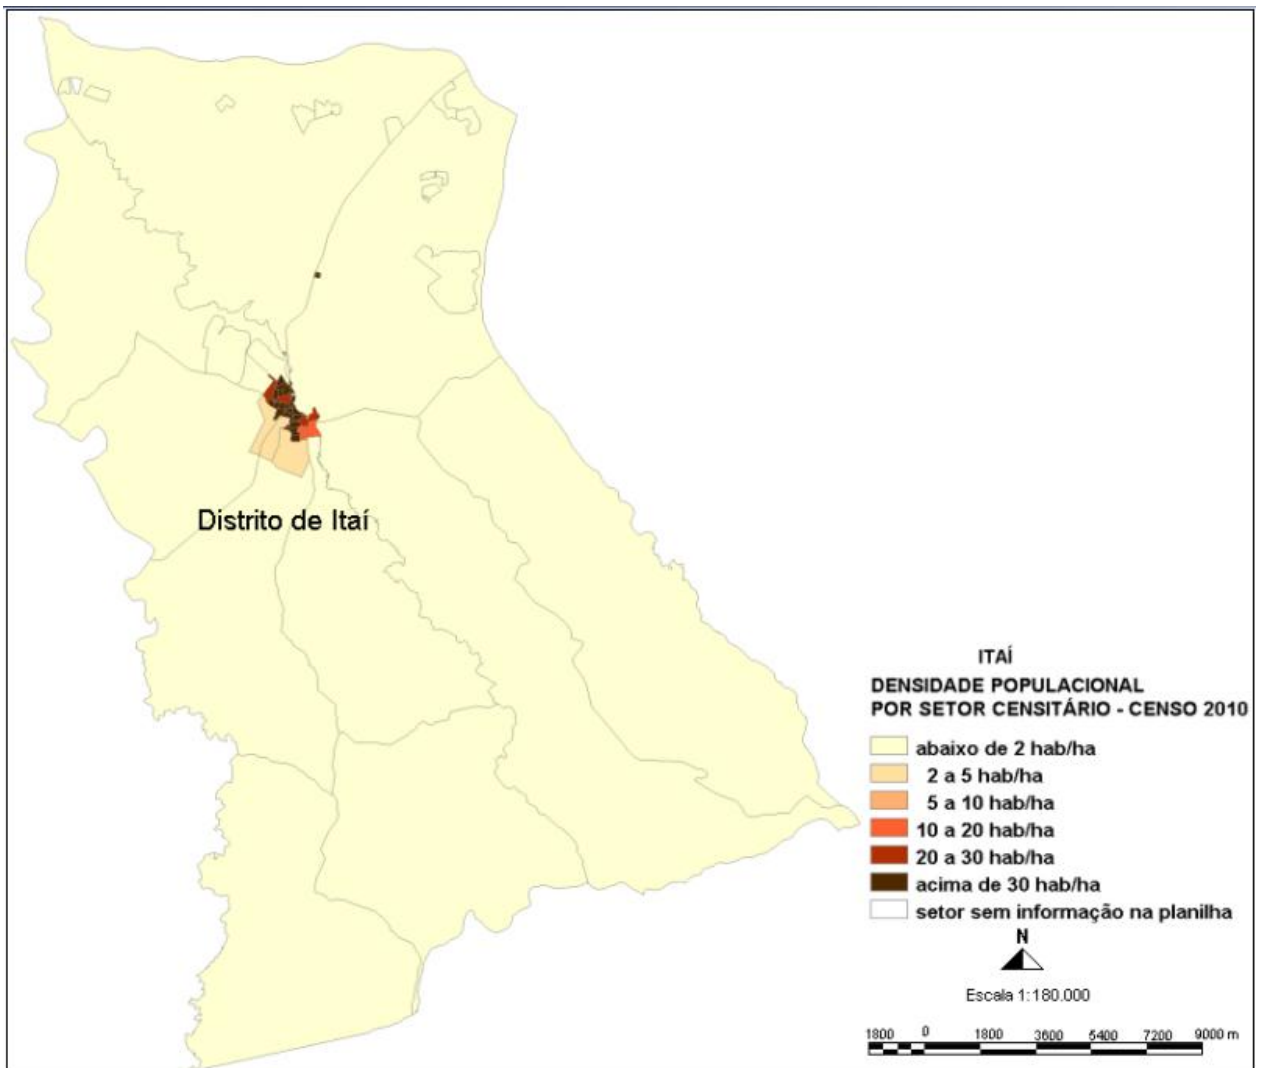 Distrito de Itaí
ITAÍ
DENSIDADE POPULACIONAL
POR SETOR CENSITÁRIO - CENSO 2010
abaixo de 2 hab/ha
2 a 5 hab/ha
5 a 10 hab/ha
10 a 20 hab/ha
20 a 30 hab/ha
acima de 30 hab/ha
setor sem informação na planilha
N
Escala 1:180.000
1800 0 1800 3600 5400 7200 9000 m